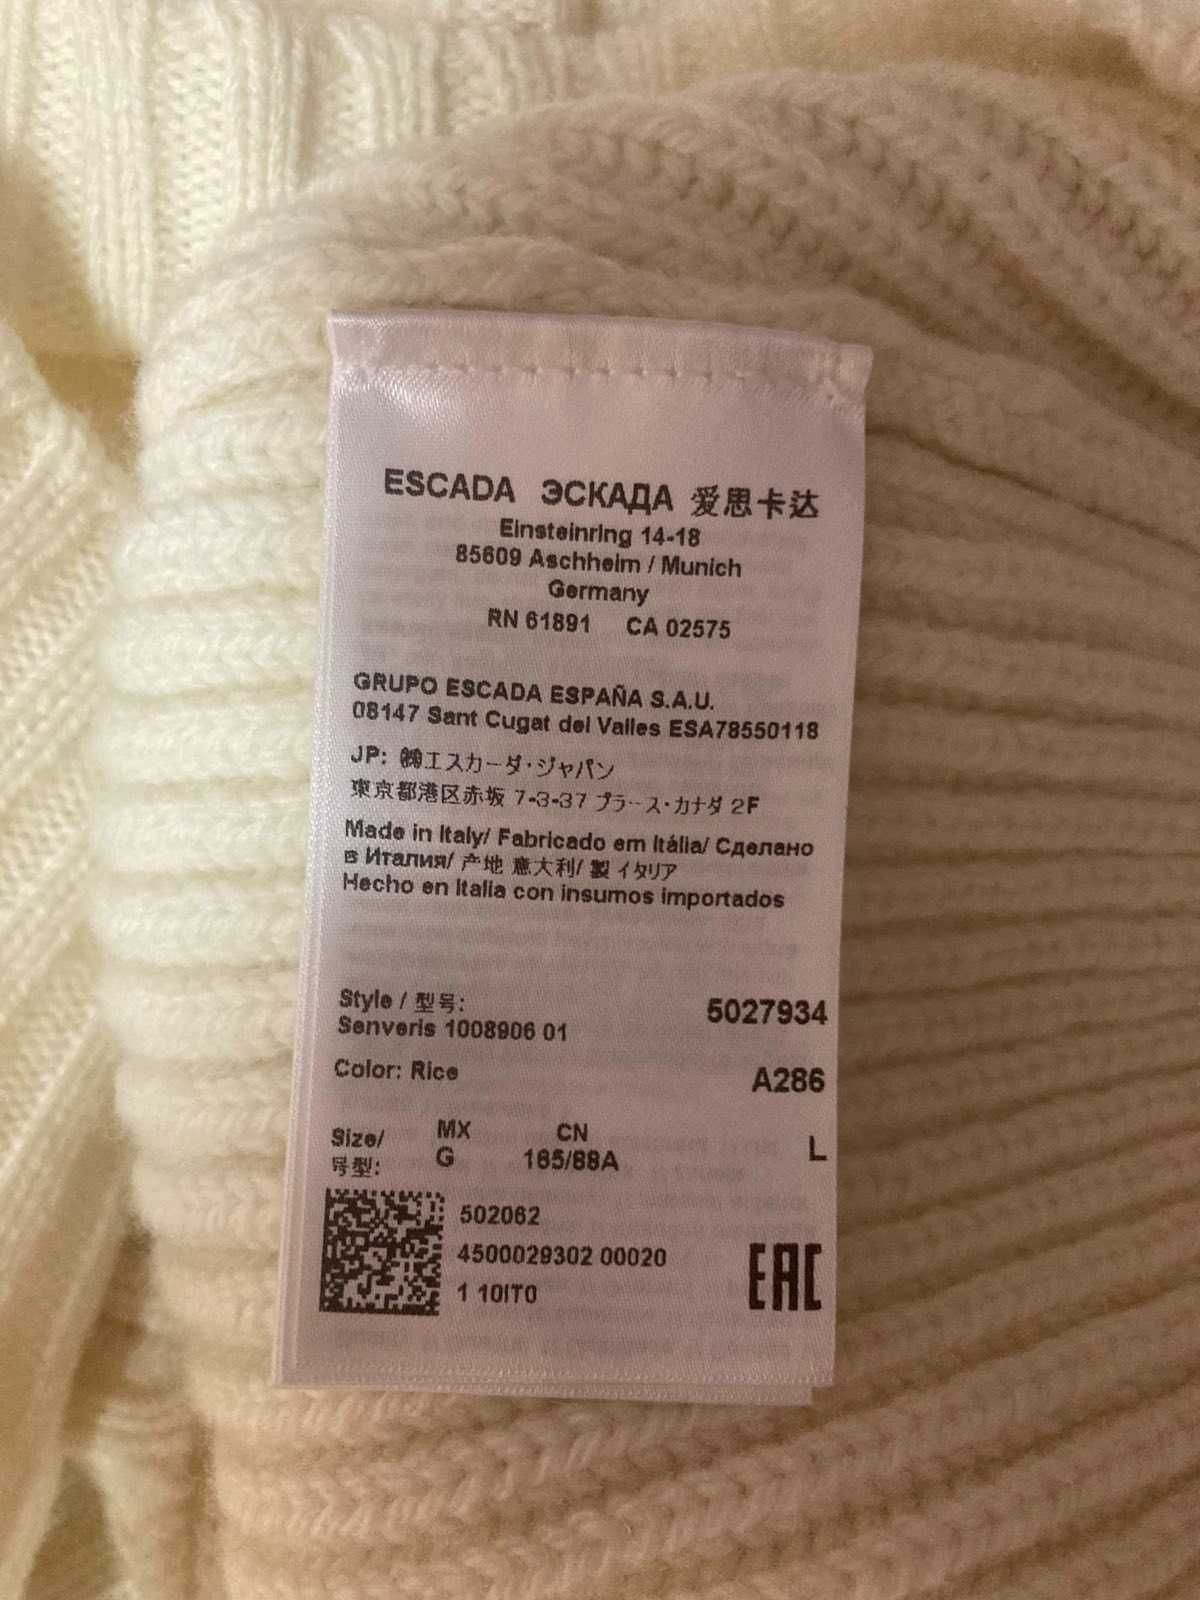 ESCADA ЭСКАДА 爱思卡达
Einsteinring 14-18
85609 Aschheim / Munich
Germany
RN 61891 CA 02575
GRUPO ESCADA ESPAÑA S.A.U.
08147 Sant Cugat del Valles ESA78550118
JP: ㈱エスカーダ・ジャパン
東京都港区赤坂 7-3-37 プラース・カナダ 2F
Made in Italy/ Fabricado em Itália/ Сделано
в Италия/ 产地 意大利/ 製 イタリア
Hecho en Italia con insumos importados
Style / 型号: 5027934
Senveris 1008906 01
Color: Rice A286
Size/ MX CN L
号型: G 165/88A
502062
4500029302 00020
1 10IT0
EAC